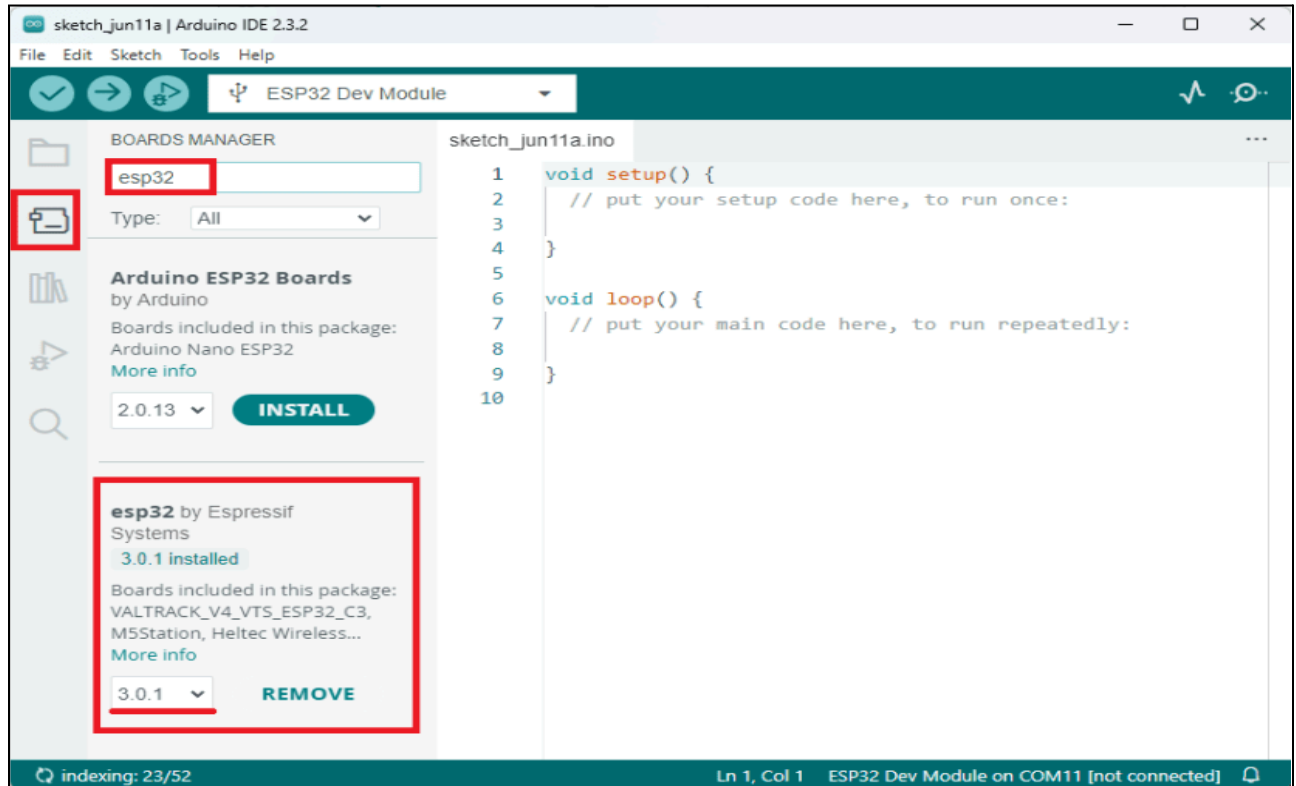 sketch_jun11a | Arduino IDE 2.3.2
File Edit Sketch Tools Help
ESP32 Dev Module
BOARDS MANAGER
esp32
Type: All
Arduino ESP32 Boards
by Arduino
Boards included in this package:
Arduino Nano ESP32
More info
2.0.13
INSTALL
esp32 by Espressif
Systems
3.0.1 installed
Boards included in this package:
VALTRACK_V4_VTS_ESP32_C3,
M5Station, Heltec Wireless...
More info
3.0.1
REMOVE
sketch_jun11a.ino
...
1 void setup() {
2 // put your setup code here, to run once:
3
4 }
5
6 void loop() {
7 // put your main code here, to run repeatedly:
8
9 }
10
indexing: 23/52
Ln 1, Col 1 ESP32 Dev Module on COM11 [not connected]